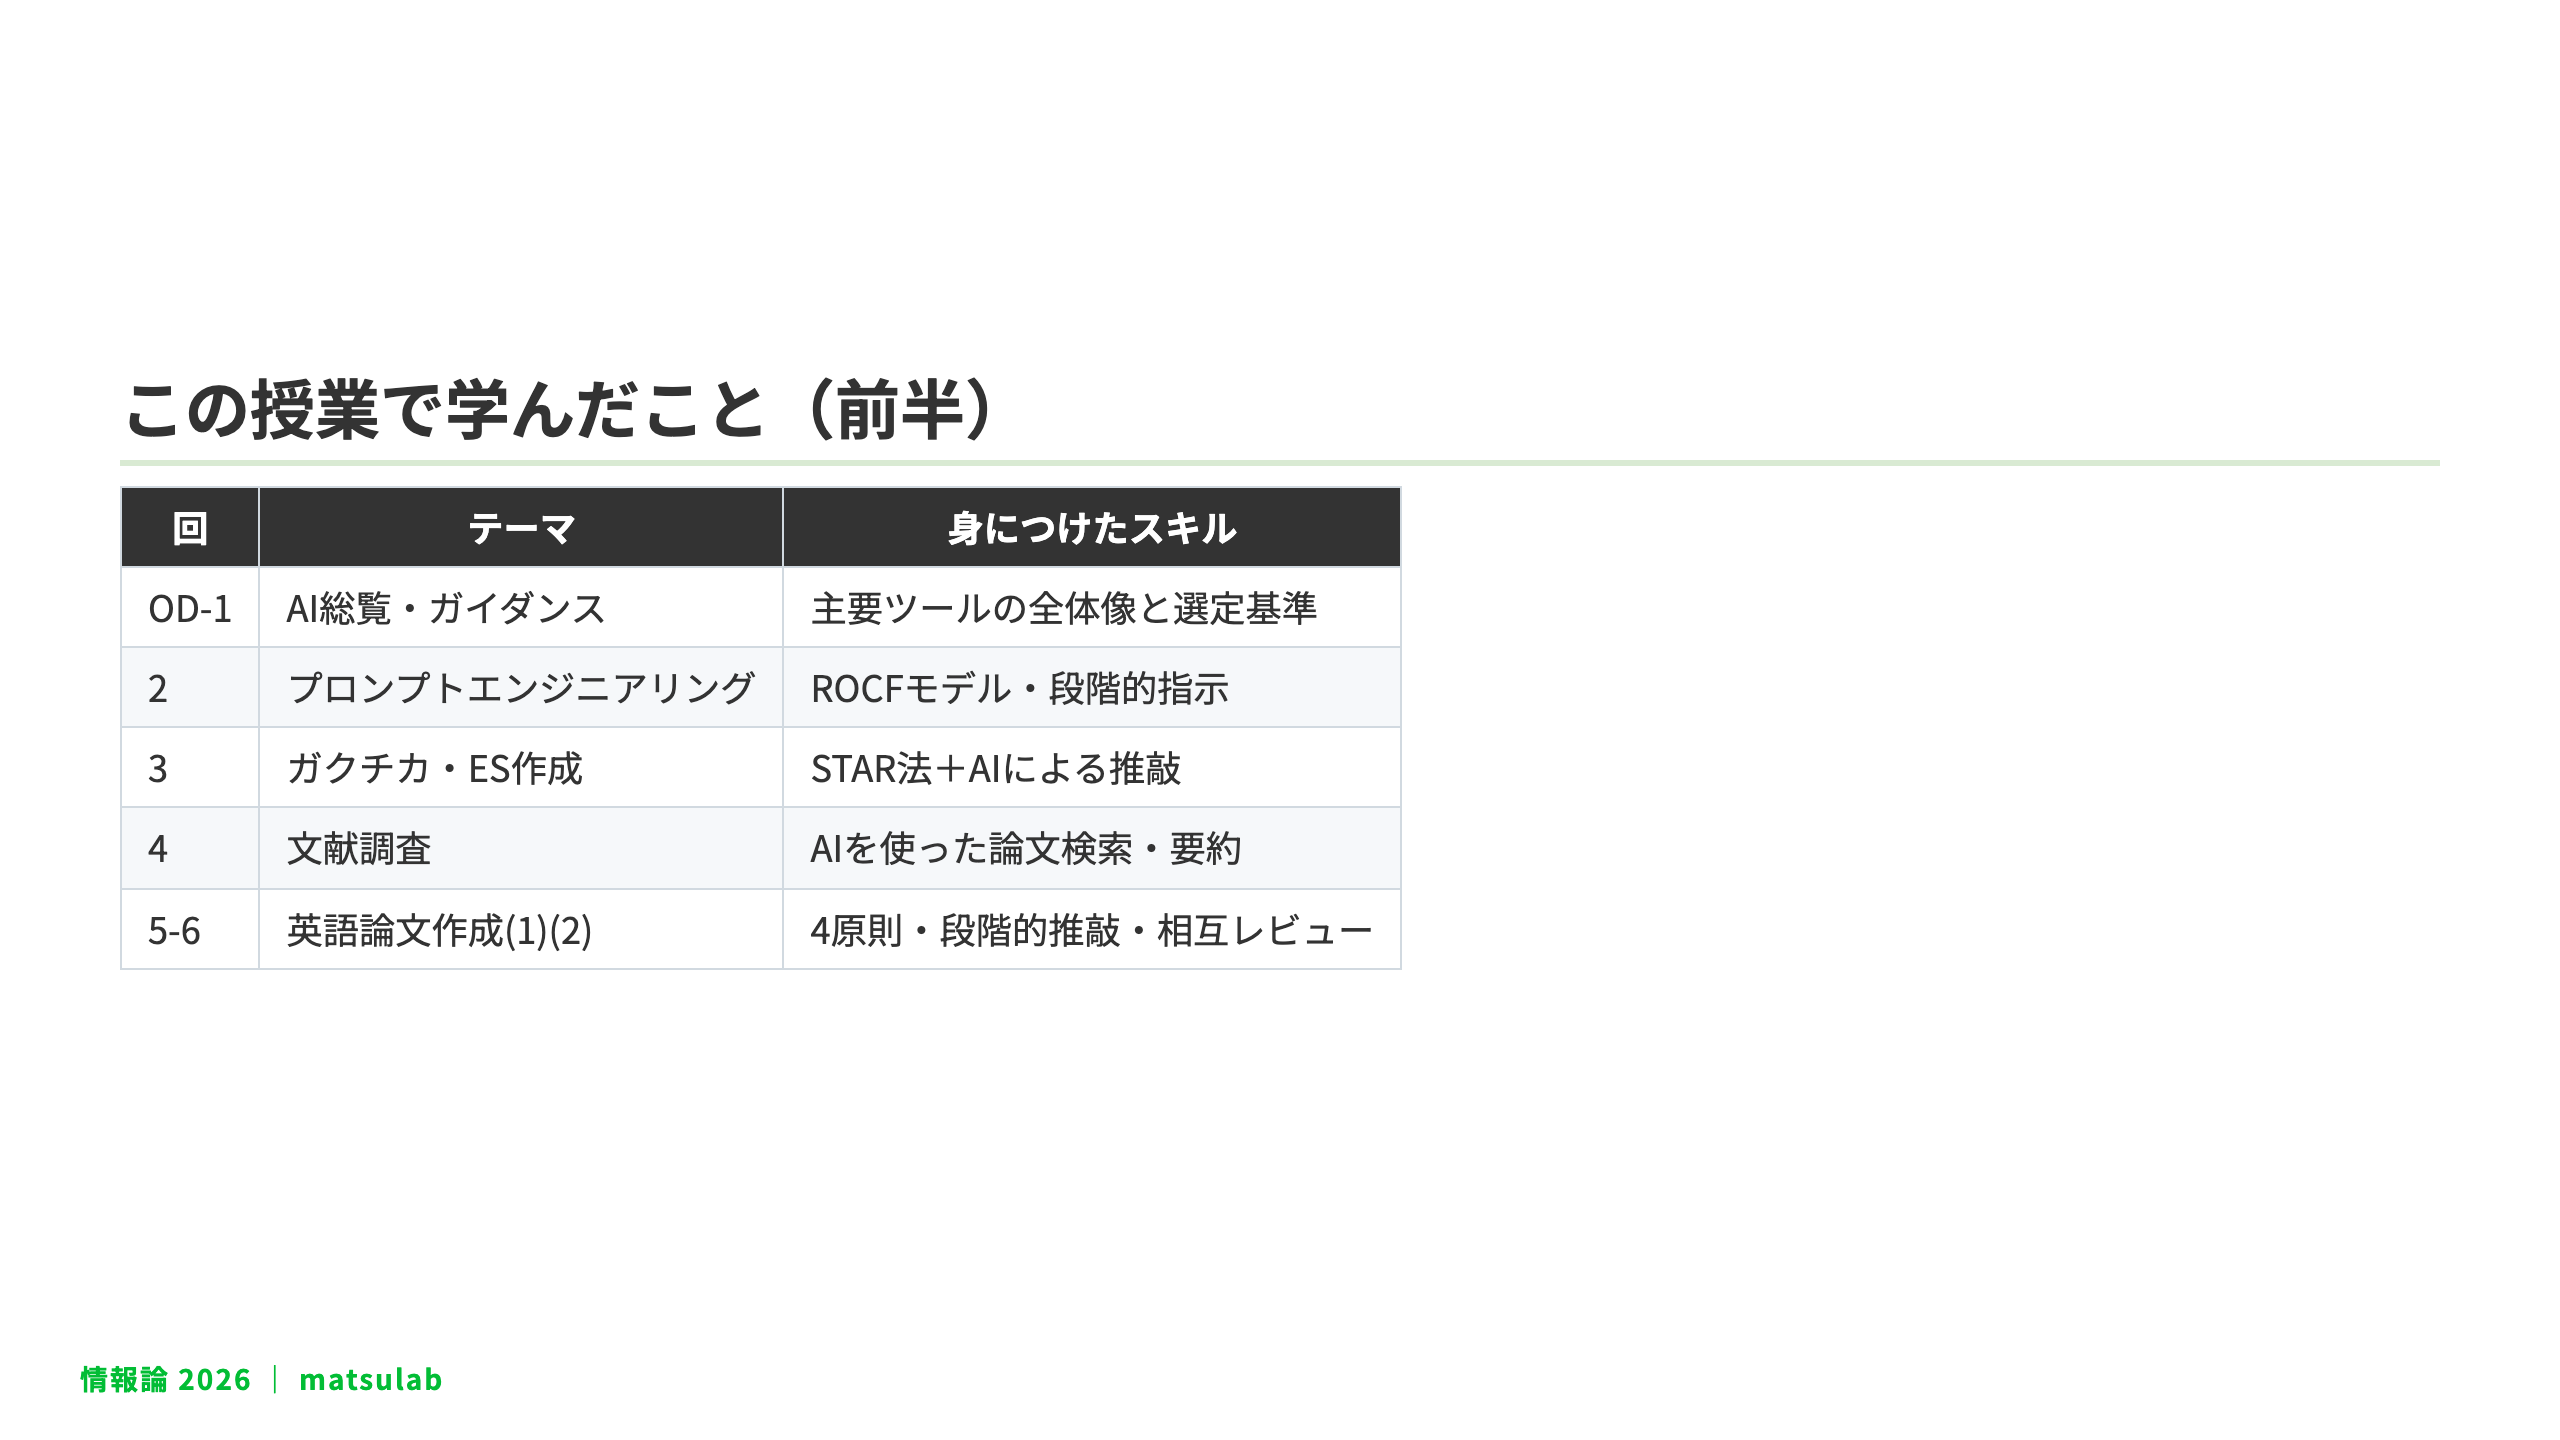 この授業で学んだこと（前半）
回 テーマ 身につけたスキル
OD-1 AI総覧・ガイダンス 主要ツールの全体像と選定基準
2 プロンプトエンジニアリング ROCFモデル・段階的指示
3 ガクチカ・ES作成 STAR法＋AIによる推敲
4 文献調査 AIを使った論文検索・要約
5-6 英語論文作成(1)(2) 4原則・段階的推敲・相互レビュー
情報論 2026 ｜ matsulab